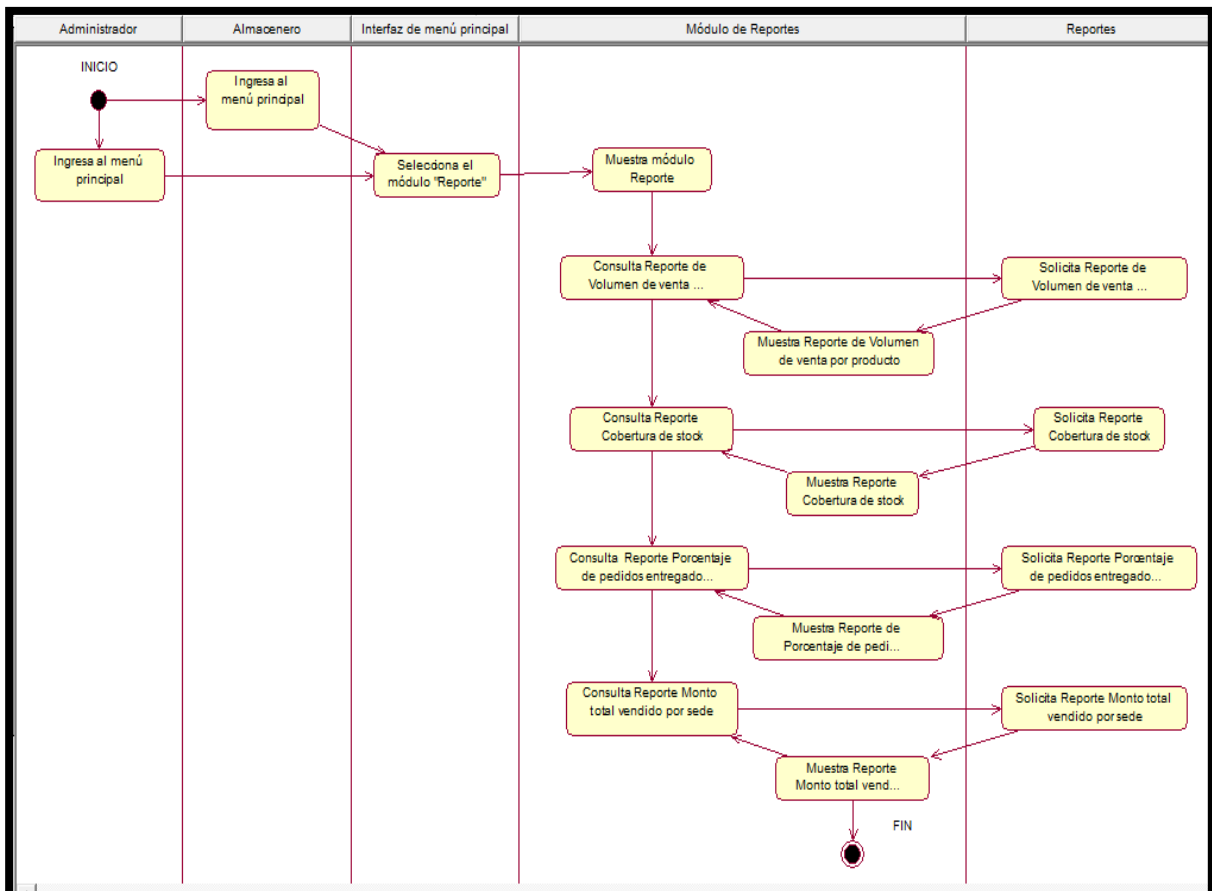 Administrador
Almacenero
Interfaz de menú principal
Módulo de Reportes
Reportes
INICIO
Ingresa al
menú principal
Ingresa al menú
principal
Selecciona el
módulo "Reporte"
Muestra módulo
Reporte
Consulta Reporte de
Volumen de venta ...
Solicita Reporte de
Volumen de venta ...
Muestra Reporte de Volumen
de venta por producto
Consulta Reporte
Cobertura de stock
Solicita Reporte
Cobertura de stock
Muestra Reporte
Cobertura de stock
Consulta Reporte Porcentaje
de pedidos entregado...
Solicita Reporte Porcentaje
de pedidos entregado...
Muestra Reporte de
Porcentaje de pedi...
Consulta Reporte Monto
total vendido por sede
Solicita Reporte Monto total
vendido por sede
Muestra Reporte
Monto total vend...
FIN